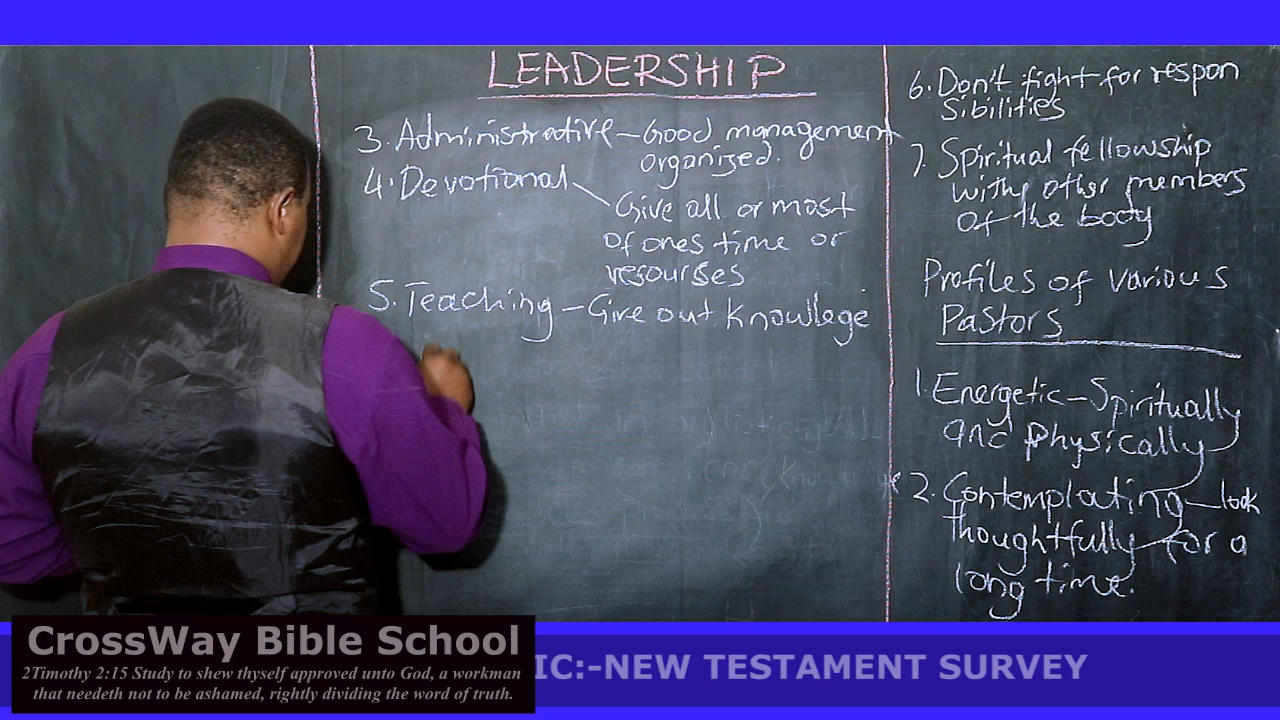 LEADERSHIP
3. Administrative - Good management
organized.
4. Devotional
Give all or most
of ones time or
resourses
5. Teaching - Give out knowllege
6. Don't fight for respon
sibilities
7. Spiritual fellowship
withs other members
of the body
Profiles of various
Pastors
1. Energetic - Spiritually
and physically
2. Contemplating - look
thoughtfully for a
long time.
CrossWay Bible School
2Timothy 2:15 Study to shew thyself approved unto God, a workman
that needeth not to be ashamed, rightly dividing the word of truth.
IC:-NEW TESTAMENT SURVEY